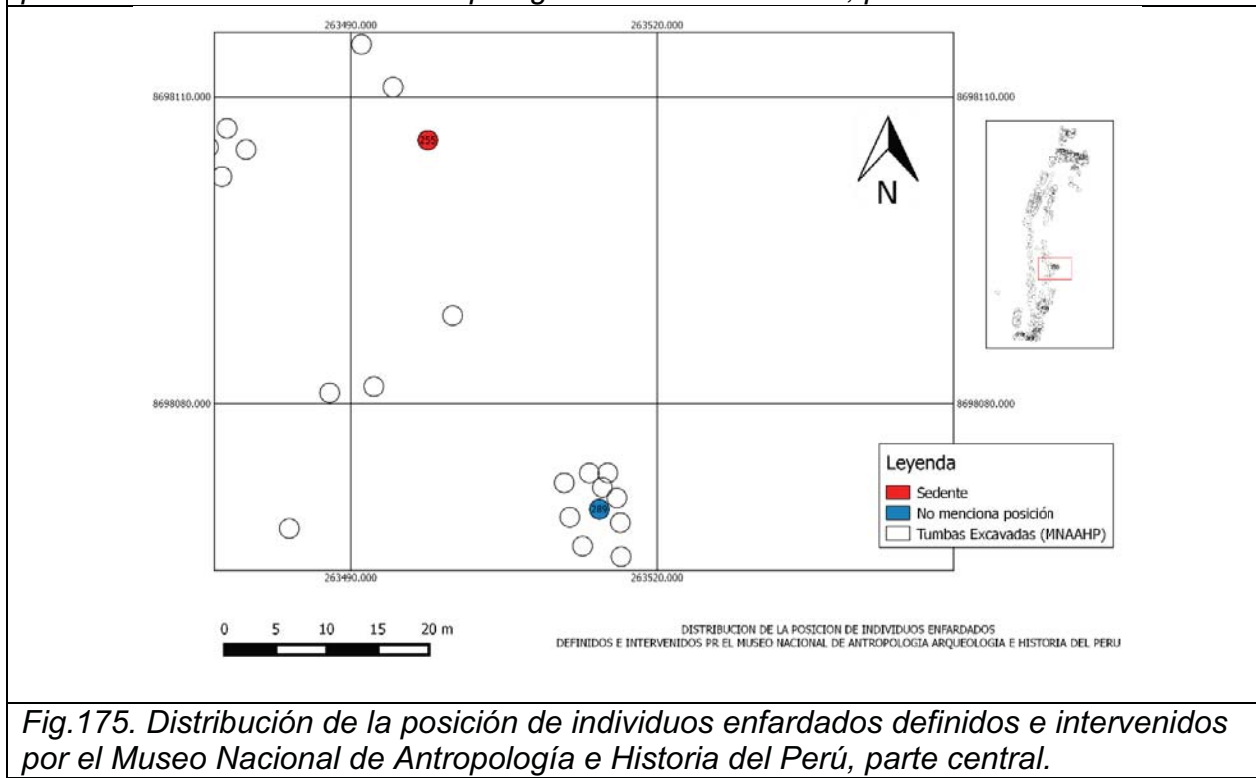 263490.000 263520.000
8698110.000 8698110.000
255
N
8698080.000 8698080.000
Leyenda
Sedente
No menciona posición
289
Tumbas Excavadas (MNAAHP)
263490.000 263520.000
0 5 10 15 20 m
DISTRIBUCION DE LA POSICION DE INDIVIDUOS ENFARDADOS
DEFINIDOS E INTERVENIDOS PR EL MUSEO NACIONAL DE ANTROPOLOGIA ARQUEOLOGIA E HISTORIA DEL PERU
Fig.175. Distribución de la posición de individuos enfardados definidos e intervenidos
por el Museo Nacional de Antropología e Historia del Perú, parte central.